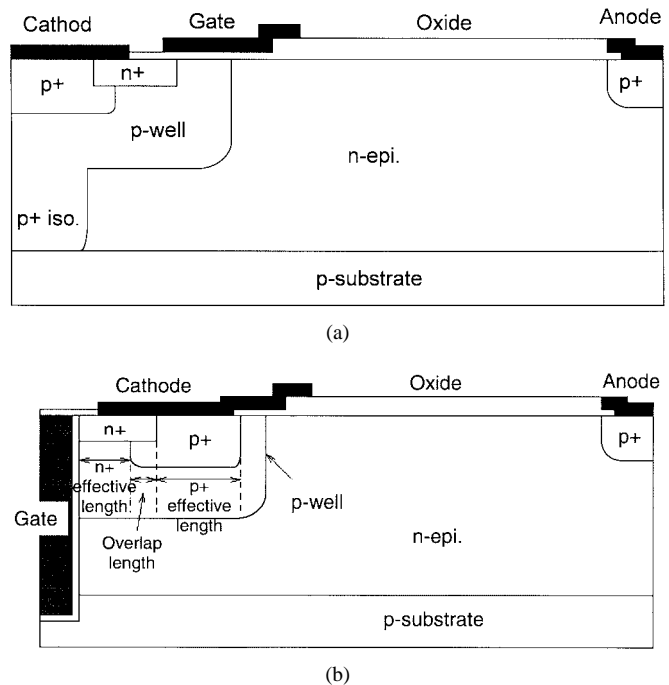 Cathod Gate Oxide Anode
p+ n+ p+
p-well
n-epi.
p+ iso.
p-substrate
(a)
Cathode Oxide Anode
n+ p+ p+
n+ effective length
p+ effective length
p-well
Gate
Overlap length
n-epi.
p-substrate
(b)